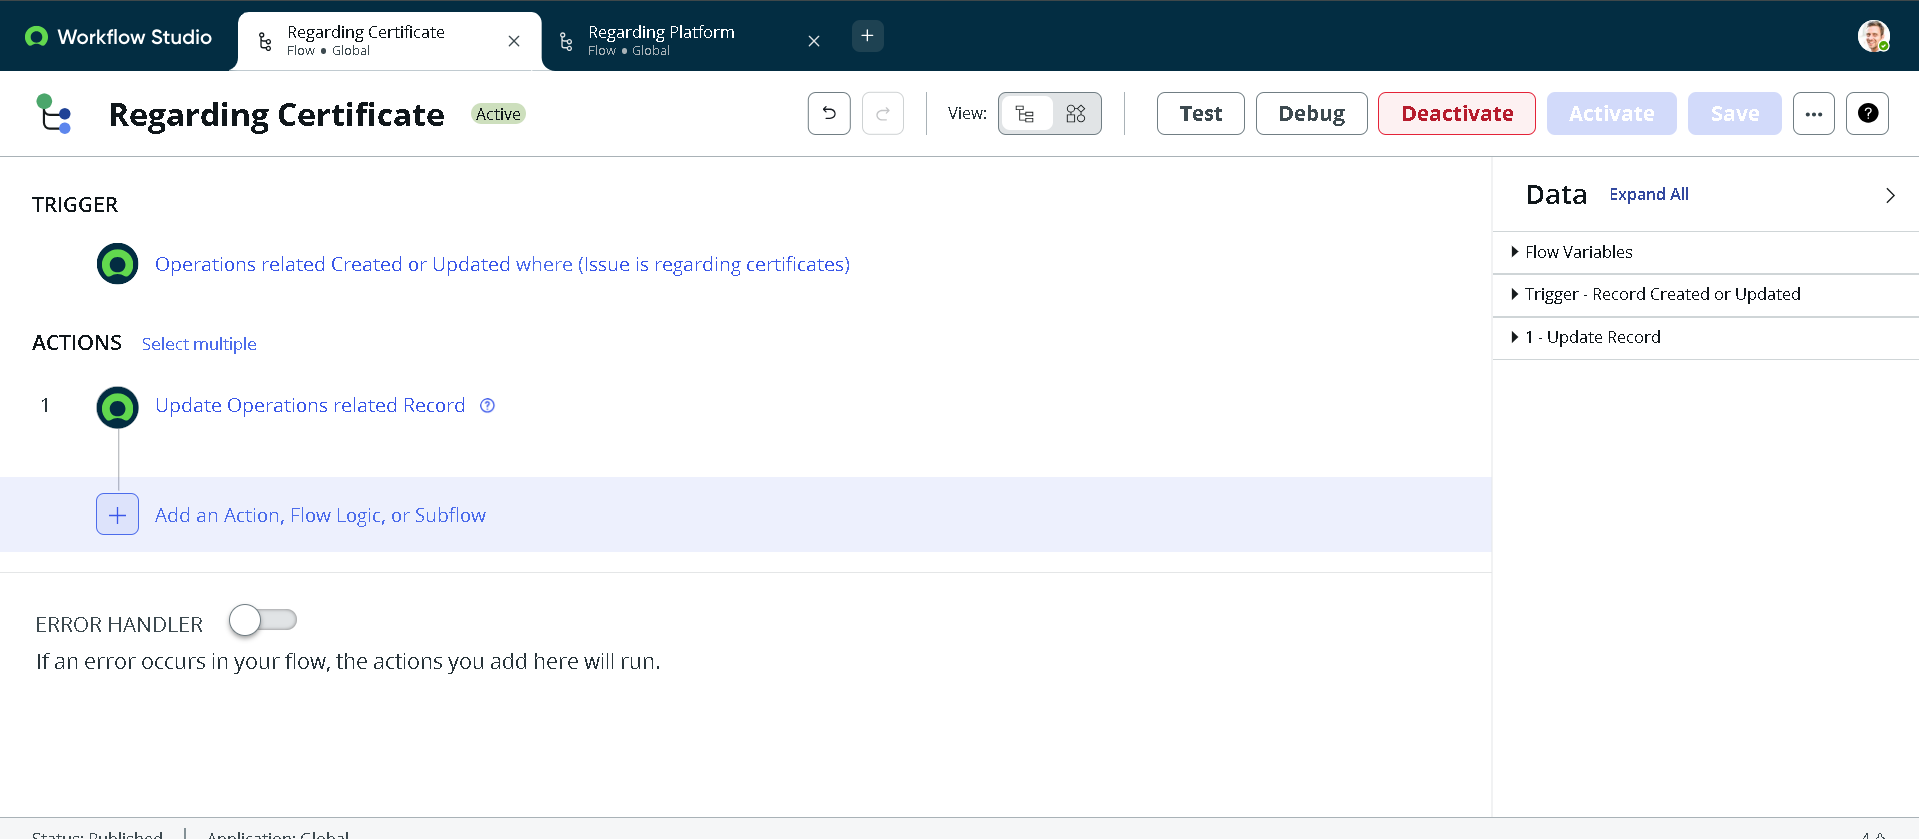 Workflow Studio
Regarding Certificate
Flow • Global
Regarding Platform
Flow • Global
Regarding Certificate
Active
View:
Test
Debug
Deactivate
Activate
Save
TRIGGER
Operations related Created or Updated where (Issue is regarding certificates)
ACTIONS
Select multiple
1
Update Operations related Record
Add an Action, Flow Logic, or Subflow
ERROR HANDLER
If an error occurs in your flow, the actions you add here will run.
Data
Expand All
Flow Variables
Trigger - Record Created or Updated
1 - Update Record
Status: Published
Application: Global